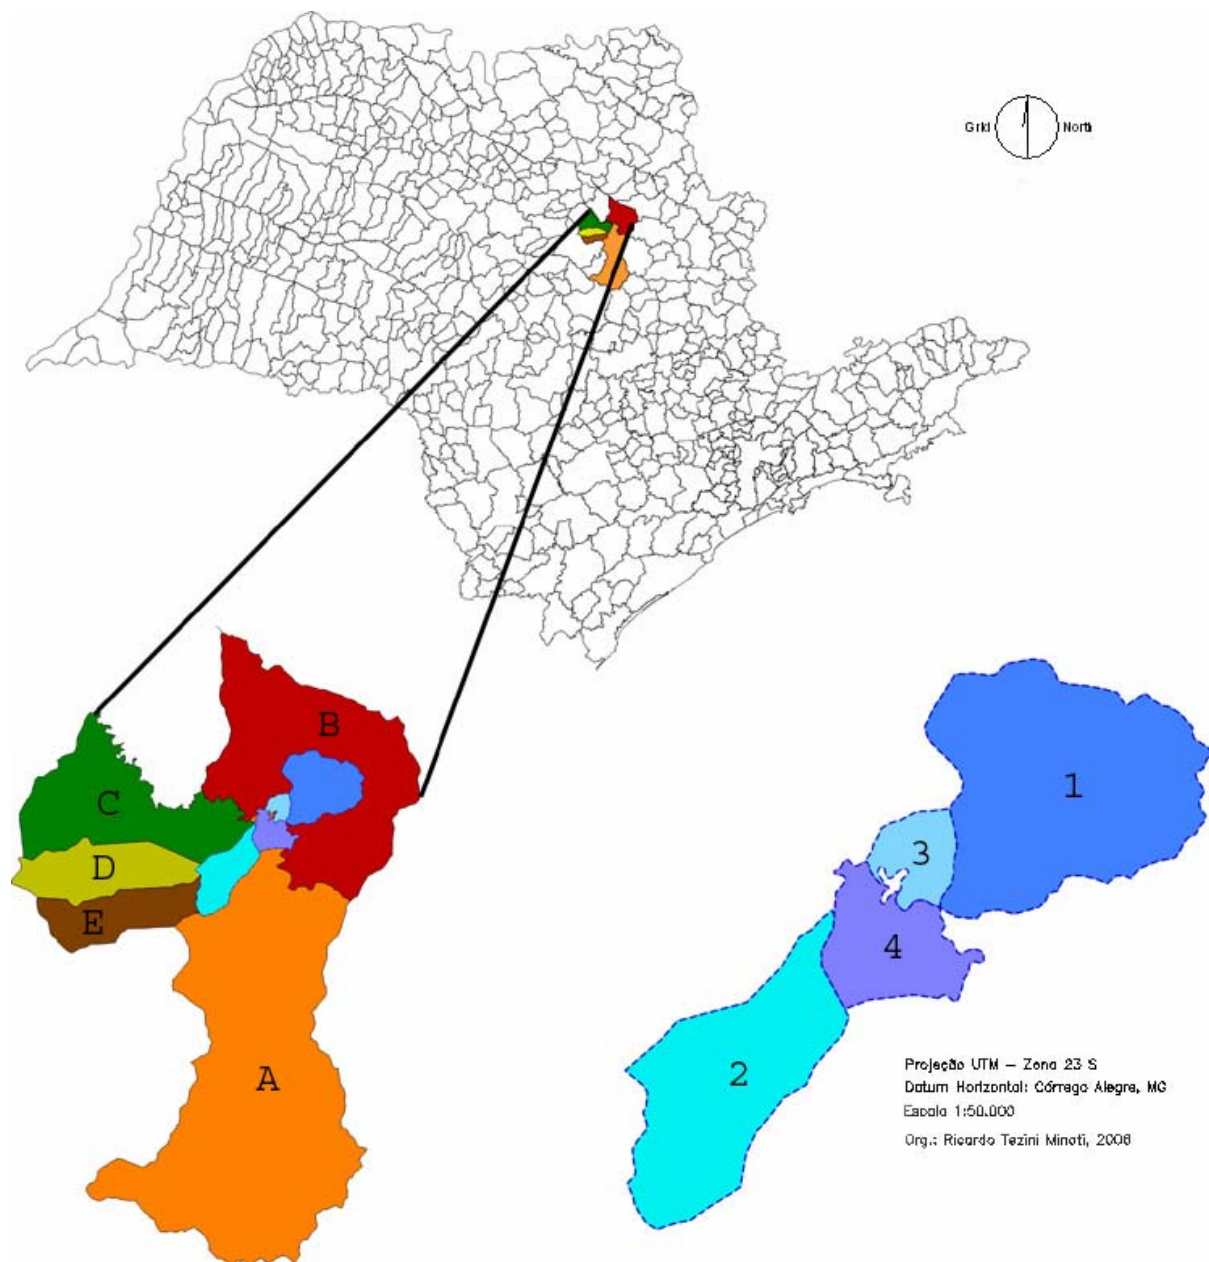 Grid North
B
C
D
E
A
1
3
4
2
Projeção UTM – Zona 23 S
Datum Horizontal: Córrego Alegre, MG
Escala 1:50.000
Org.: Ricardo Tezini Minoti, 2006